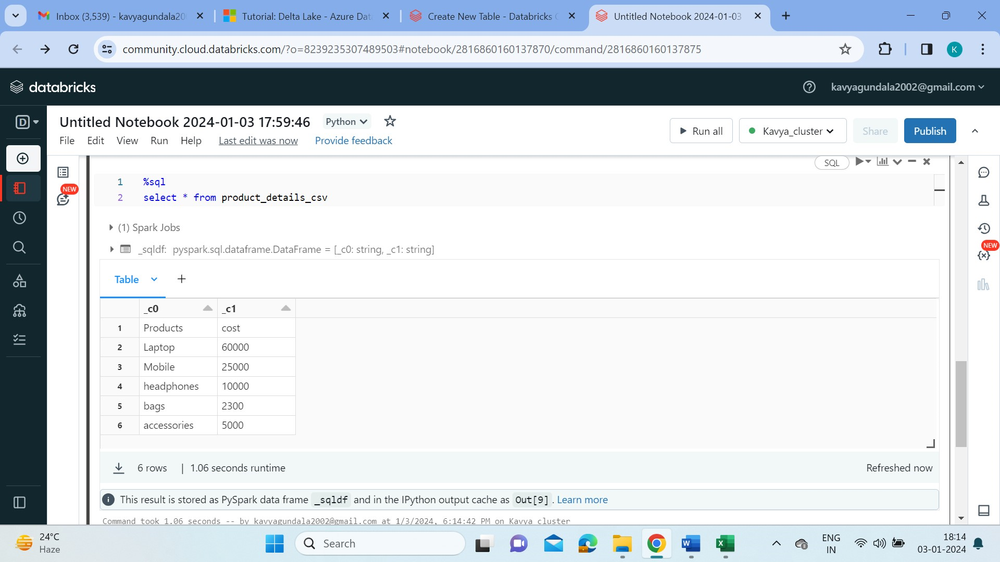 Inbox (3,539) - kavyagundala20
Tutorial: Delta Lake - Azure Dat
Create New Table - Databricks C
Untitled Notebook 2024-01-03
community.cloud.databricks.com/?o=8239235307489503#notebook/2816860160137870/command/2816860160137875
K
databricks
kavyagundala2002@gmail.com
D
Untitled Notebook 2024-01-03 17:59:46
Python
Run all
Kavya_cluster
Share
Publish
File Edit View Run Help Last edit was now Provide feedback
SQL
NEW
1 %sql
2 select * from product_details_csv
(1) Spark Jobs
NEW
_sqldf: pyspark.sql.dataframe.DataFrame = [_c0: string, _c1: string]
Table
_c0 _c1
1 Products cost
2 Laptop 60000
3 Mobile 25000
4 headphones 10000
5 bags 2300
6 accessories 5000
6 rows | 1.06 seconds runtime
Refreshed now
This result is stored as PySpark data frame _sqldf and in the IPython output cache as Out[9] . Learn more
Command took 1.06 seconds -- by kavyagundala2002@gmail.com at 1/3/2024, 6:14:42 PM on Kavya_cluster
24°C
Haze
Search
ENG
IN
18:14
03-01-2024